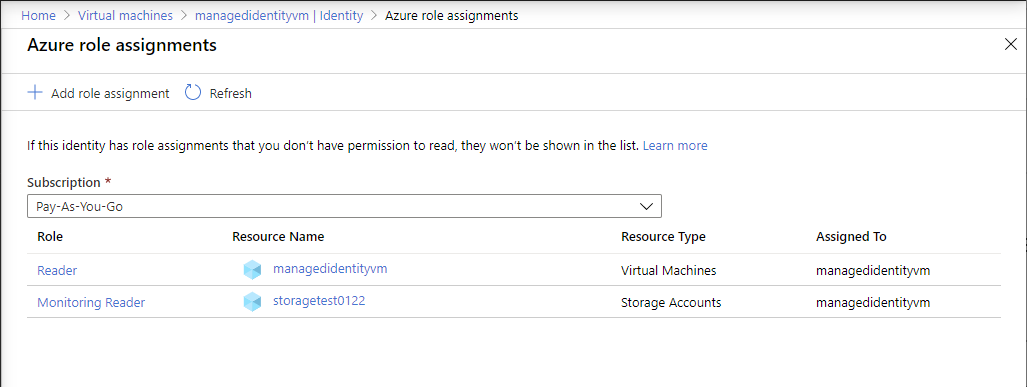 Home > Virtual machines > managedidentityvm | Identity > Azure role assignments
Azure role assignments
Add role assignment Refresh
If this identity has role assignments that you don't have permission to read, they won't be shown in the list. Learn more
Subscription *
Pay-As-You-Go
Role Resource Name Resource Type Assigned To
Reader managedidentityvm Virtual Machines managedidentityvm
Monitoring Reader storagetest0122 Storage Accounts managedidentityvm